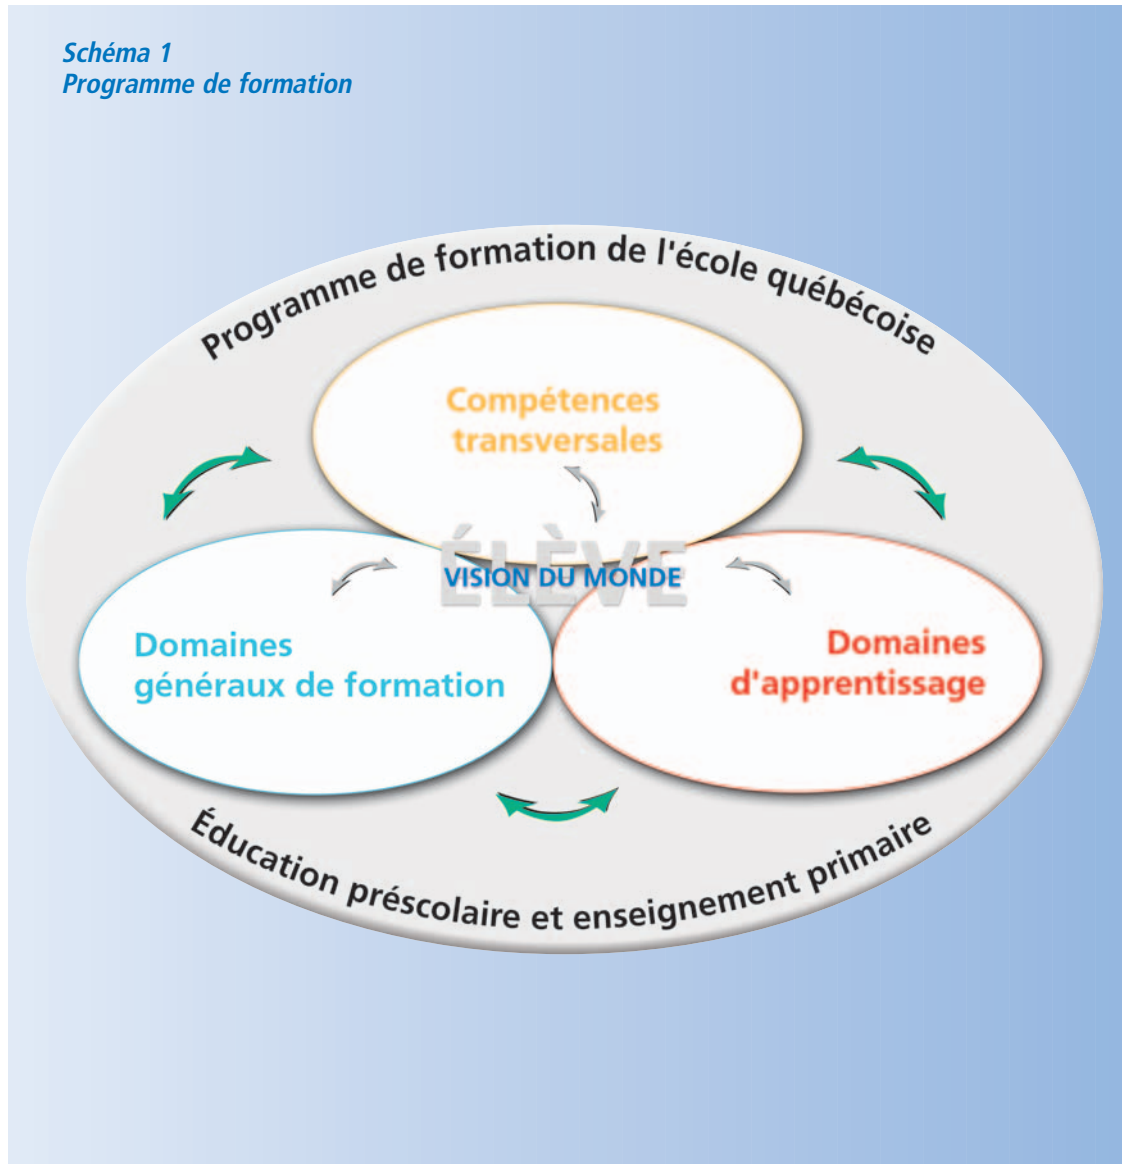 Schéma 1
Programme de formation
Programme de formation de l'école québécoise
Compétences
transversales
ÉLÈVE
VISION DU MONDE
Domaines
généraux de formation
Domaines
d'apprentissage
Éducation préscolaire et enseignement primaire